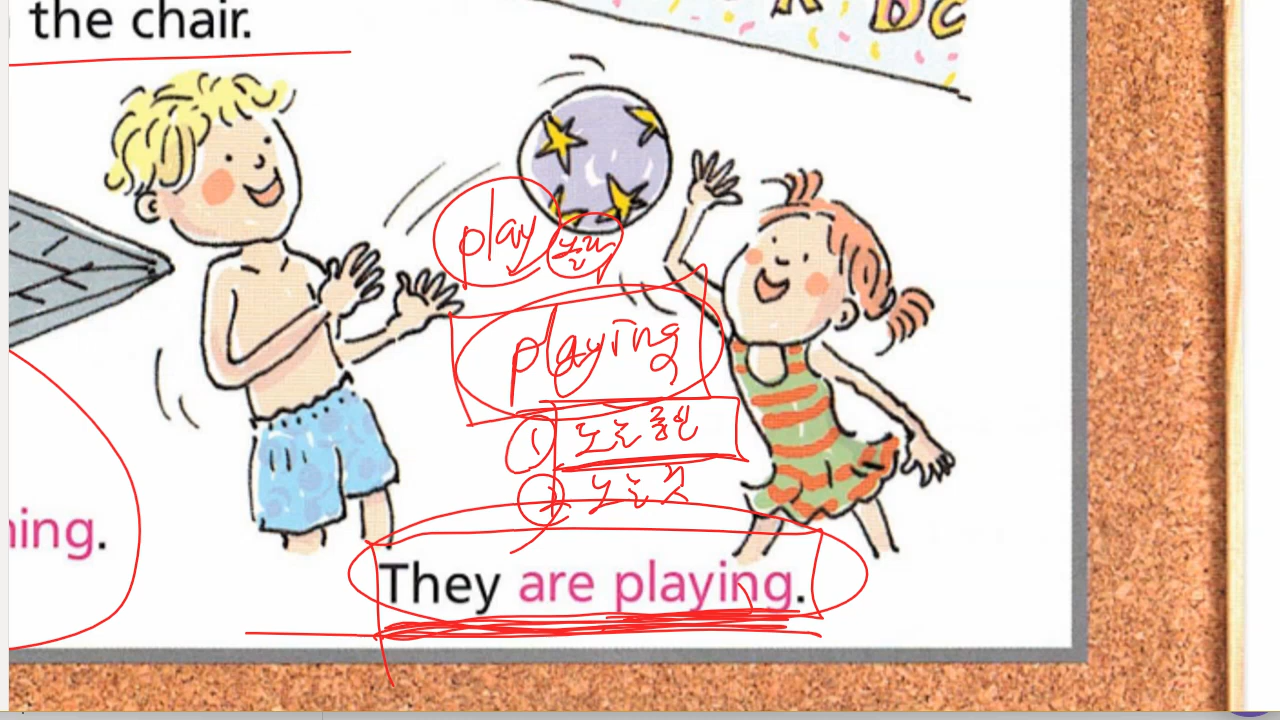 the chair.
play 놀다
playing
① 노는 중인
② 노는 것
ning.
They are playing.